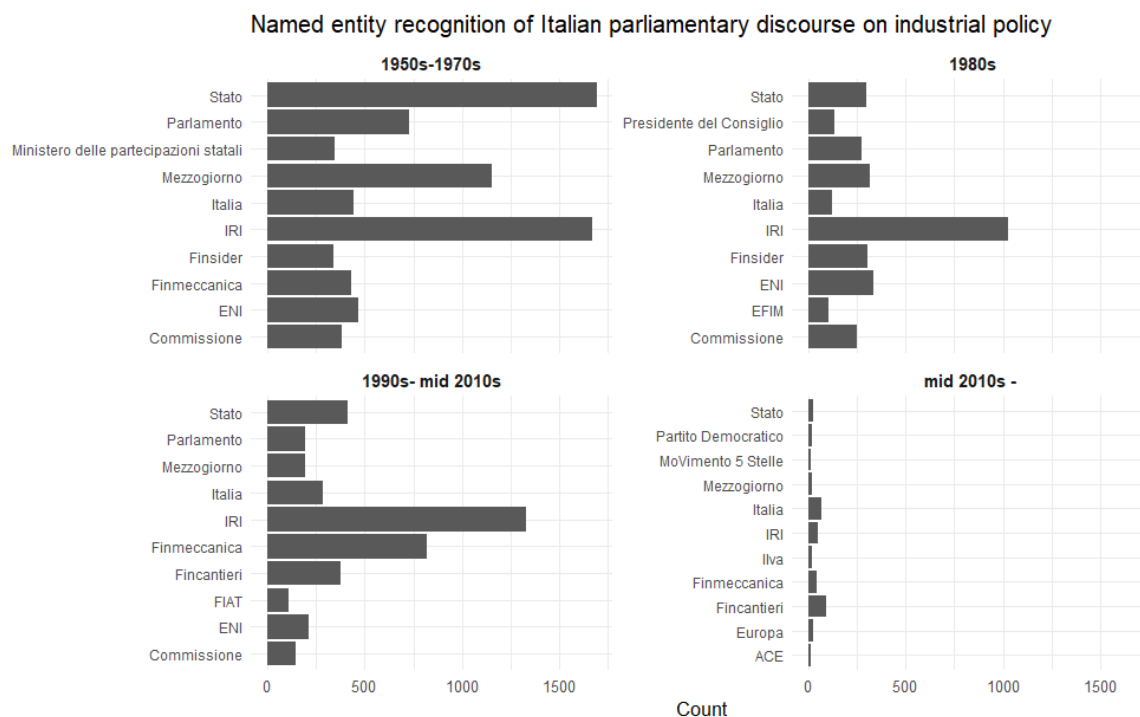 Named entity recognition of Italian parliamentary discourse on industrial policy
1950s-1970s
Stato
Parlamento
Ministero delle partecipazioni statali
Mezzogiorno
Italia
IRI
Finsider
Finmeccanica
ENI
Commissione
1980s
Stato
Presidente del Consiglio
Parlamento
Mezzogiorno
Italia
IRI
Finsider
ENI
EFIM
Commissione
1990s- mid 2010s
Stato
Parlamento
Mezzogiorno
Italia
IRI
Finmeccanica
Fincantieri
FIAT
ENI
Commissione
0 500 1000 1500
mid 2010s -
Stato
Partito Democratico
MoVimento 5 Stelle
Mezzogiorno
Italia
IRI
Ilva
Finmeccanica
Fincantieri
Europa
ACE
0 500 1000 1500
Count